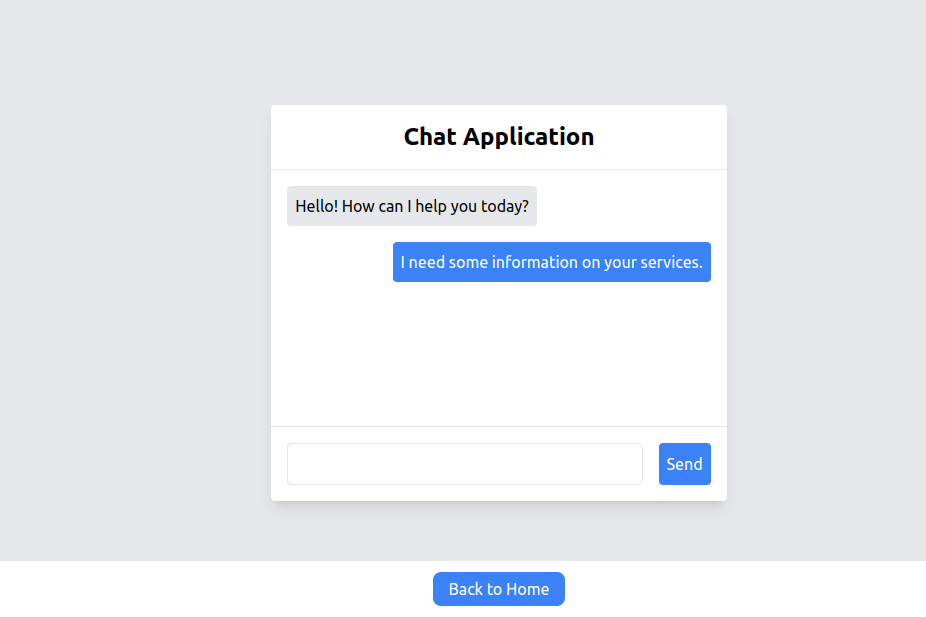 Chat Application
Hello! How can I help you today?
I need some information on your services.
Send
Back to Home